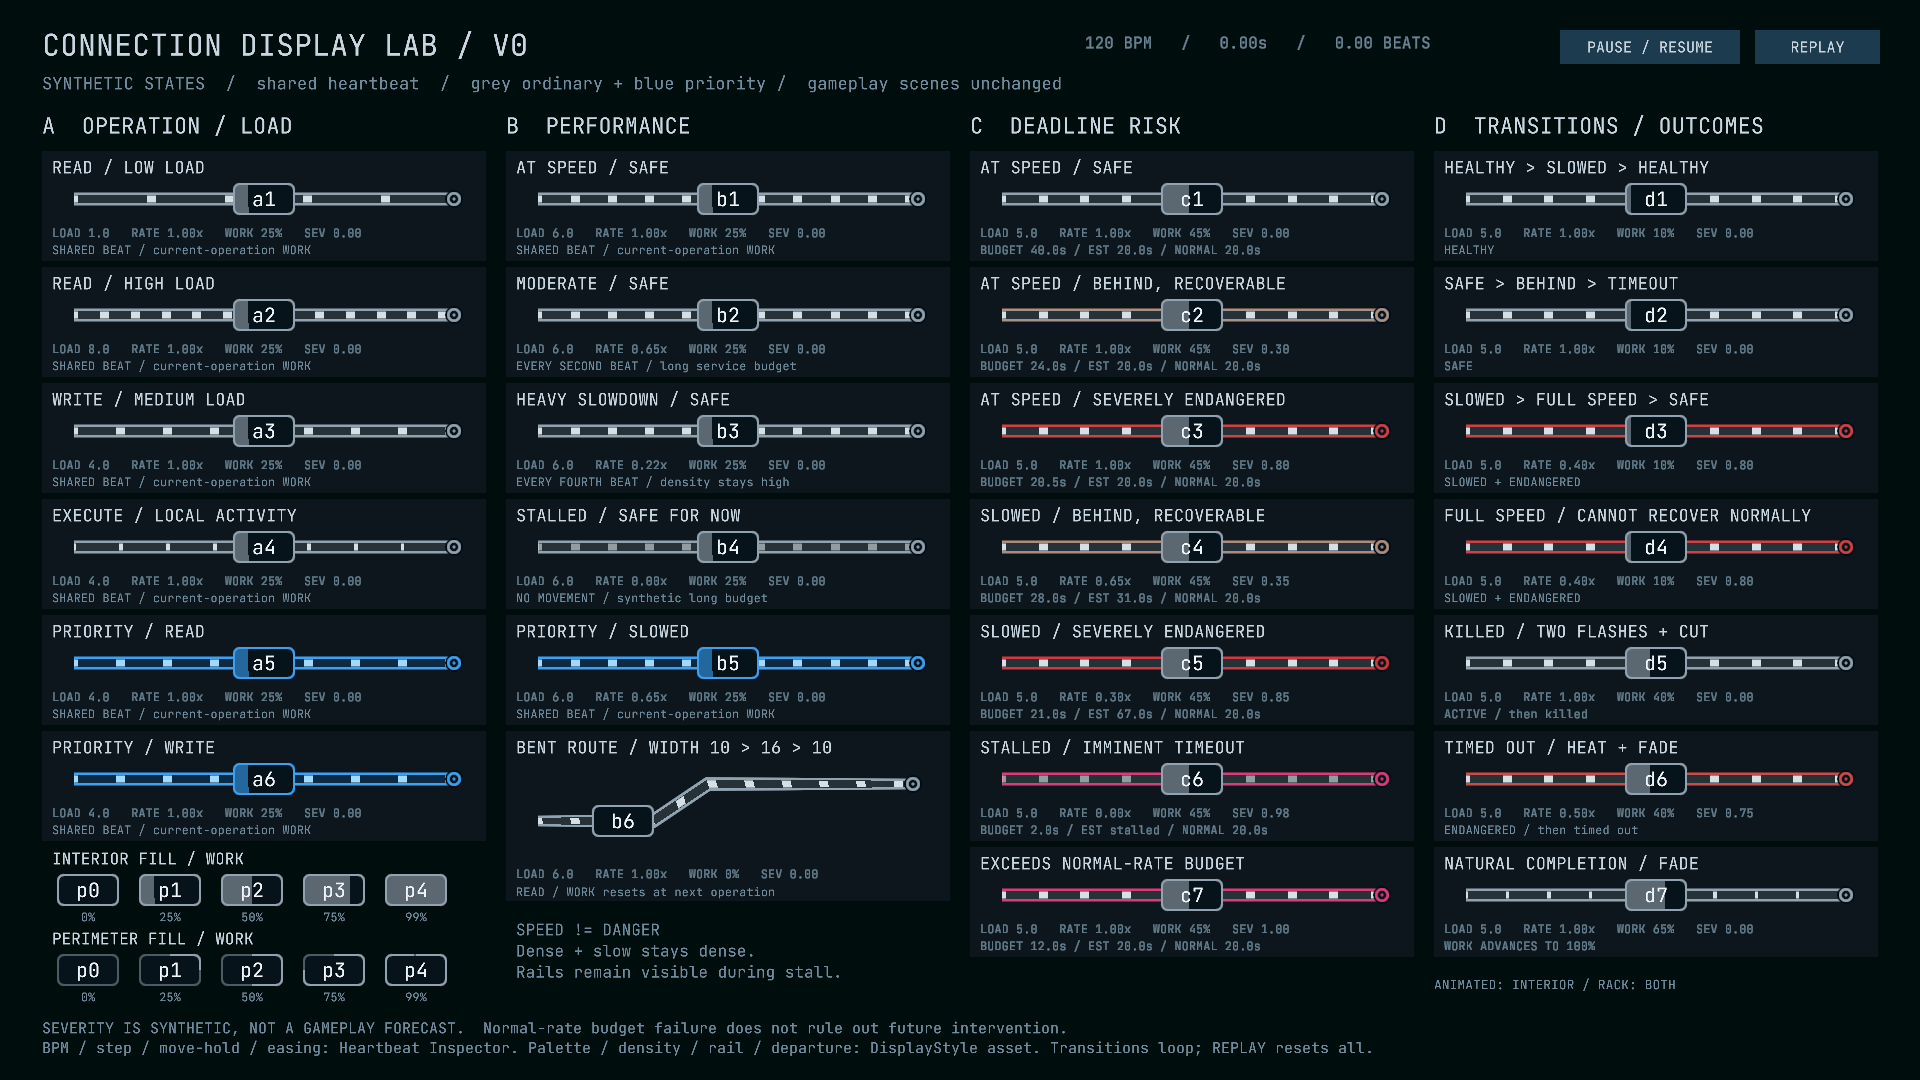 CONNECTION DISPLAY LAB / V0
120 BPM / 0.00s / 0.00 BEATS
PAUSE / RESUME
REPLAY
SYNTHETIC STATES / shared heartbeat / grey ordinary + blue priority / gameplay scenes unchanged
A OPERATION / LOAD
READ / LOW LOAD
a1
LOAD 1.0 RATE 1.00x WORK 25% SEV 0.00
SHARED BEAT / current-operation WORK
READ / HIGH LOAD
a2
LOAD 8.0 RATE 1.00x WORK 25% SEV 0.00
SHARED BEAT / current-operation WORK
WRITE / MEDIUM LOAD
a3
LOAD 4.0 RATE 1.00x WORK 25% SEV 0.00
SHARED BEAT / current-operation WORK
EXECUTE / LOCAL ACTIVITY
a4
LOAD 4.0 RATE 1.00x WORK 25% SEV 0.00
SHARED BEAT / current-operation WORK
PRIORITY / READ
a5
LOAD 4.0 RATE 1.00x WORK 25% SEV 0.00
SHARED BEAT / current-operation WORK
PRIORITY / WRITE
a6
LOAD 4.0 RATE 1.00x WORK 25% SEV 0.00
SHARED BEAT / current-operation WORK
INTERIOR FILL / WORK
p0 p1 p2 p3 p4
0% 25% 50% 75% 99%
PERIMETER FILL / WORK
p0 p1 p2 p3 p4
0% 25% 50% 75% 99%
B PERFORMANCE
AT SPEED / SAFE
b1
LOAD 6.0 RATE 1.00x WORK 25% SEV 0.00
SHARED BEAT / current-operation WORK
MODERATE / SAFE
b2
LOAD 6.0 RATE 0.65x WORK 25% SEV 0.00
EVERY SECOND BEAT / long service budget
HEAVY SLOWDOWN / SAFE
b3
LOAD 6.0 RATE 0.22x WORK 25% SEV 0.00
EVERY FOURTH BEAT / density stays high
STALLED / SAFE FOR NOW
b4
LOAD 6.0 RATE 0.00x WORK 25% SEV 0.00
NO MOVEMENT / synthetic long budget
PRIORITY / SLOWED
b5
LOAD 6.0 RATE 0.65x WORK 25% SEV 0.00
SHARED BEAT / current-operation WORK
BENT ROUTE / WIDTH 10 > 16 > 10
b6
LOAD 6.0 RATE 1.00x WORK 0% SEV 0.00
READ / WORK resets at next operation
SPEED != DANGER
Dense + slow stays dense.
Rails remain visible during stall.
C DEADLINE RISK
AT SPEED / SAFE
c1
LOAD 5.0 RATE 1.00x WORK 45% SEV 0.00
BUDGET 40.0s / EST 20.0s / NORMAL 20.0s
AT SPEED / BEHIND, RECOVERABLE
c2
LOAD 5.0 RATE 1.00x WORK 45% SEV 0.30
BUDGET 24.0s / EST 20.0s / NORMAL 20.0s
AT SPEED / SEVERELY ENDANGERED
c3
LOAD 5.0 RATE 1.00x WORK 45% SEV 0.80
BUDGET 20.5s / EST 20.0s / NORMAL 20.0s
SLOWED / BEHIND, RECOVERABLE
c4
LOAD 5.0 RATE 0.65x WORK 45% SEV 0.35
BUDGET 28.0s / EST 31.0s / NORMAL 20.0s
SLOWED / SEVERELY ENDANGERED
c5
LOAD 5.0 RATE 0.30x WORK 45% SEV 0.85
BUDGET 21.0s / EST 67.0s / NORMAL 20.0s
STALLED / IMMINENT TIMEOUT
c6
LOAD 5.0 RATE 0.00x WORK 45% SEV 0.98
BUDGET 2.0s / EST stalled / NORMAL 20.0s
EXCEEDS NORMAL-RATE BUDGET
c7
LOAD 5.0 RATE 1.00x WORK 45% SEV 1.00
BUDGET 12.0s / EST 20.0s / NORMAL 20.0s
D TRANSITIONS / OUTCOMES
HEALTHY > SLOWED > HEALTHY
d1
LOAD 5.0 RATE 1.00x WORK 10% SEV 0.00
HEALTHY
SAFE > BEHIND > TIMEOUT
d2
LOAD 5.0 RATE 1.00x WORK 10% SEV 0.00
SAFE
SLOWED > FULL SPEED > SAFE
d3
LOAD 5.0 RATE 0.40x WORK 10% SEV 0.80
SLOWED + ENDANGERED
FULL SPEED / CANNOT RECOVER NORMALLY
d4
LOAD 5.0 RATE 0.40x WORK 10% SEV 0.80
SLOWED + ENDANGERED
KILLED / TWO FLASHES + CUT
d5
LOAD 5.0 RATE 1.00x WORK 40% SEV 0.00
ACTIVE / then killed
TIMED OUT / HEAT + FADE
d6
LOAD 5.0 RATE 0.50x WORK 40% SEV 0.75
ENDANGERED / then timed out
NATURAL COMPLETION / FADE
d7
LOAD 5.0 RATE 1.00x WORK 65% SEV 0.00
WORK ADVANCES TO 100%
ANIMATED: INTERIOR / RACK: BOTH
SEVERITY IS SYNTHETIC, NOT A GAMEPLAY FORECAST. Normal-rate budget failure does not rule out future intervention.
BPM / step / move-hold / easing: Heartbeat Inspector. Palette / density / rail / departure: DisplayStyle asset. Transitions loop; REPLAY resets all.